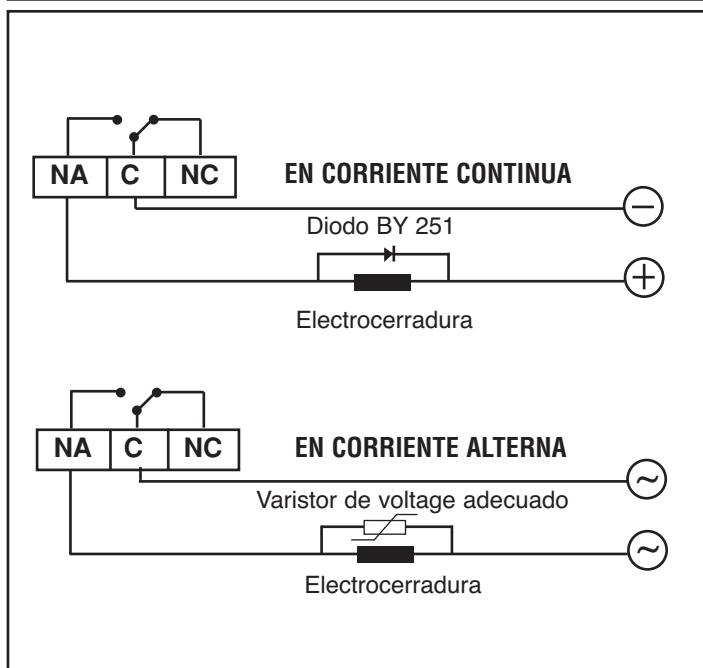 NA C NC
EN CORRIENTE CONTINUA
−
Diodo BY 251
+
Electrocerradura
NA C NC
EN CORRIENTE ALTERNA
~
Varistor de voltage adecuado
~
Electrocerradura